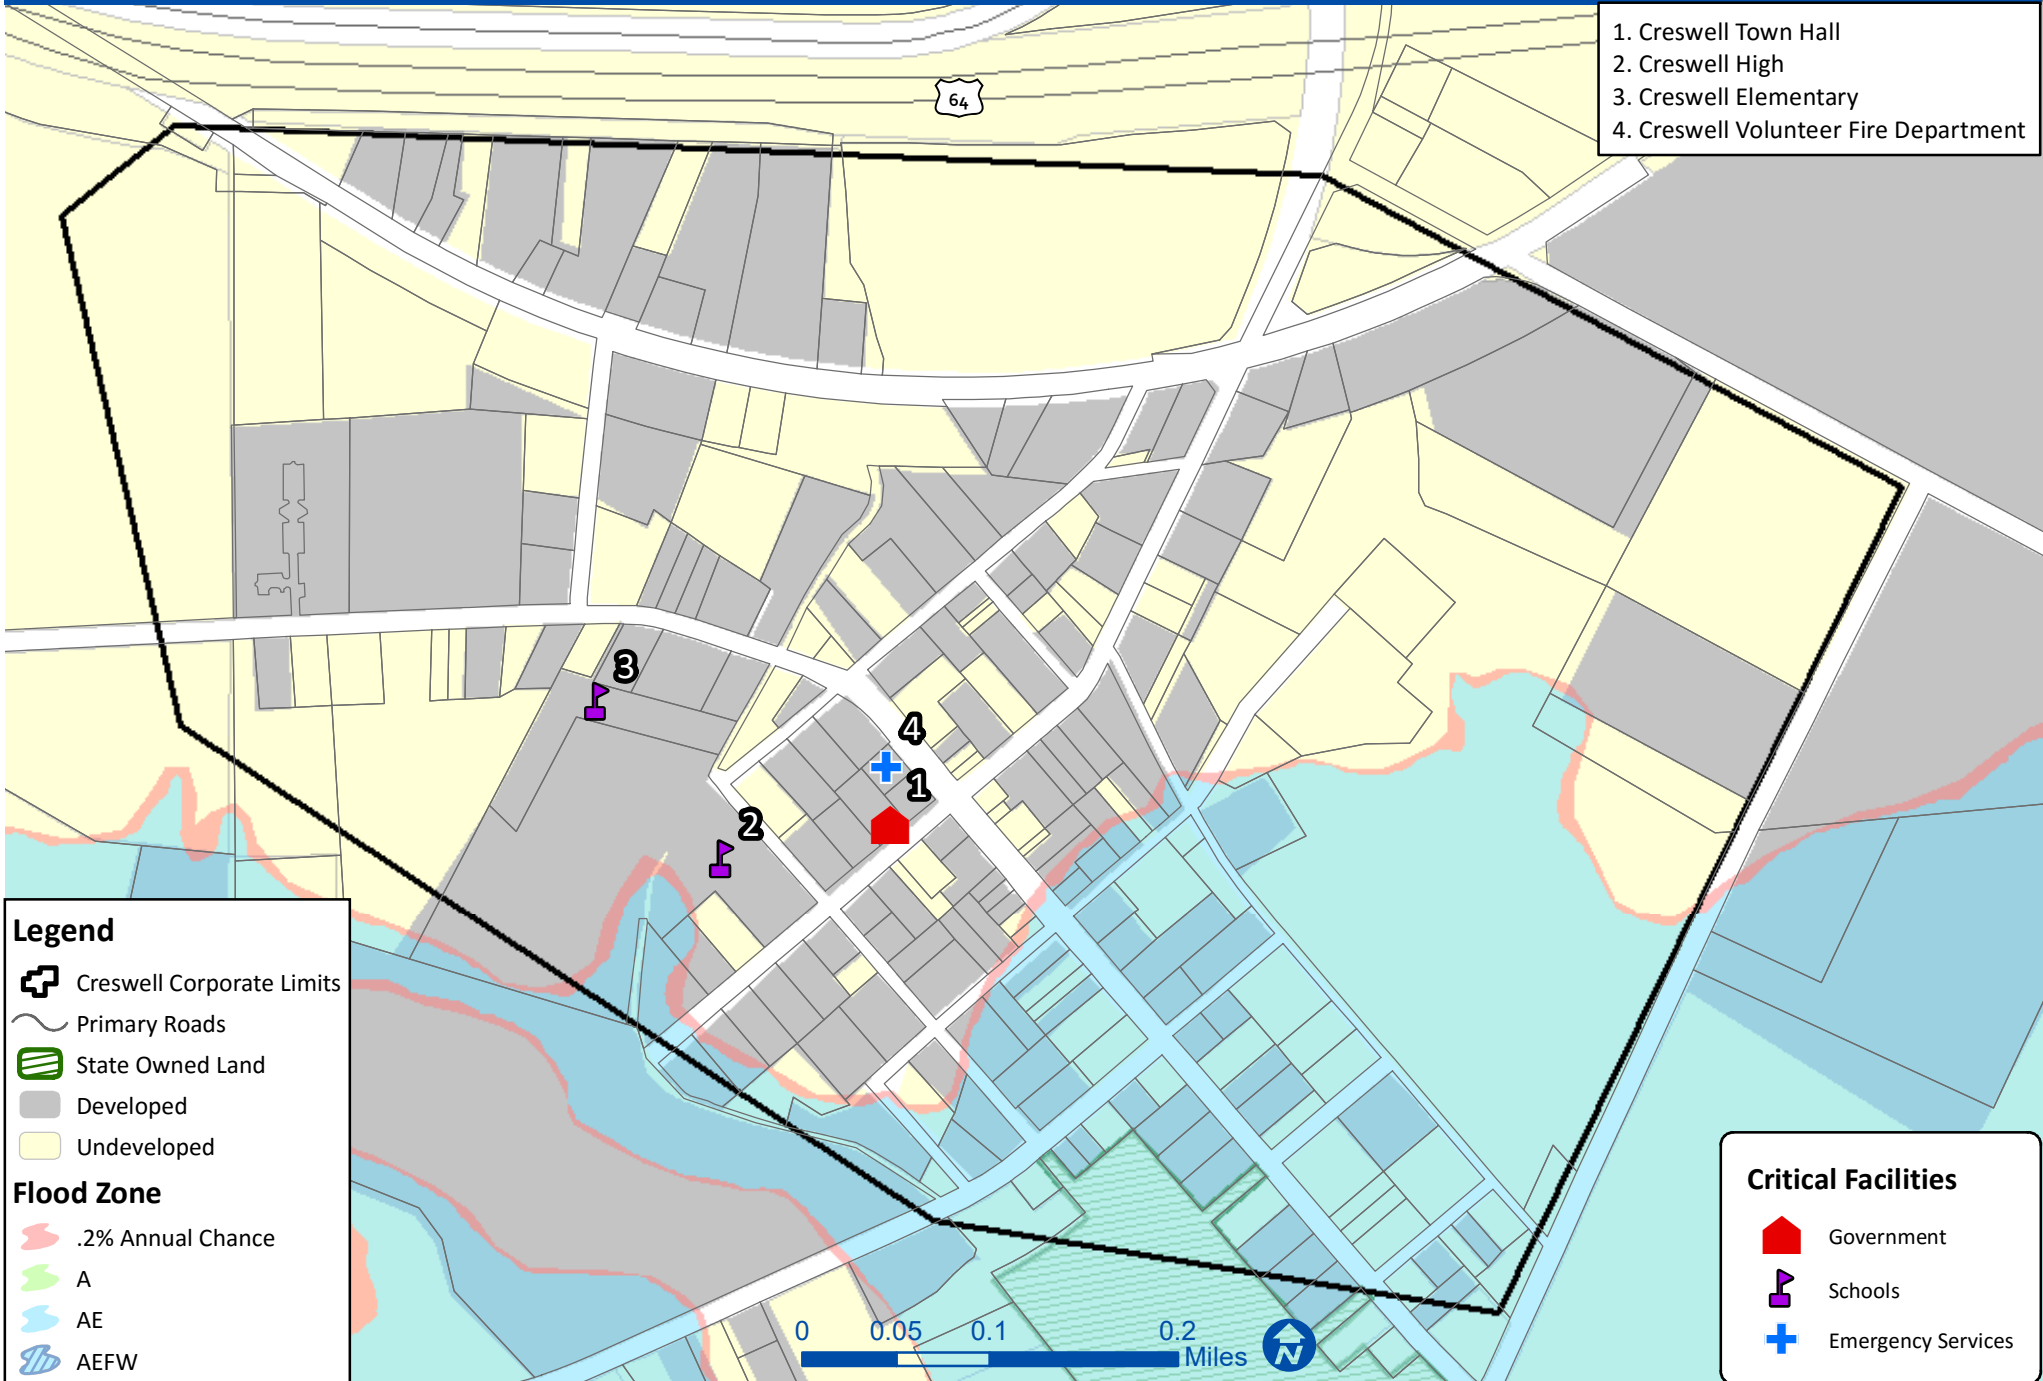 1. Creswell Town Hall
2. Creswell High
3. Creswell Elementary
4. Creswell Volunteer Fire Department
64
3
4
1
2
Legend
Creswell Corporate Limits
Primary Roads
State Owned Land
Developed
Undeveloped
Flood Zone
.2% Annual Chance
A
AE
AEFW
0 0.05 0.1 0.2
Miles
N
Critical Facilities
Government
Schools
Emergency Services